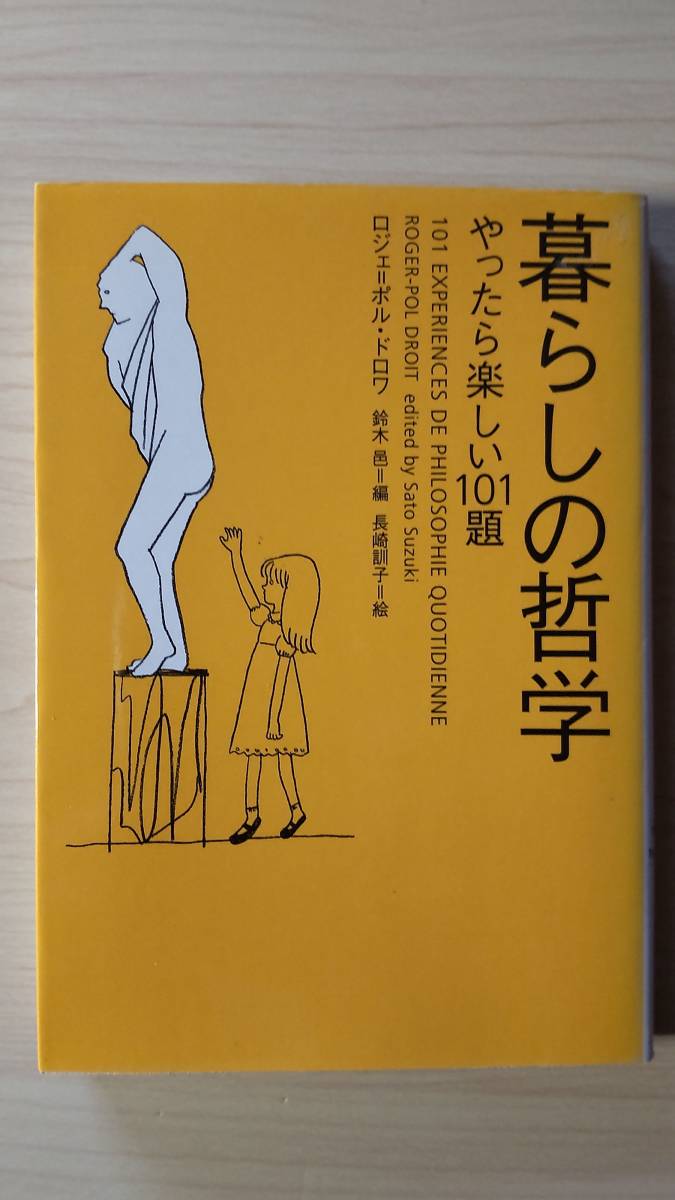 暮らしの哲学
やったら楽しい101題
101 EXPERIENCES DE PHILOSOPHIE QUOTIDIENNE
ROGER-POL DROIT edited by Sato Suzuki
ロジェ=ポル・ドロワ 鈴木 邑=編 長崎訓子=絵